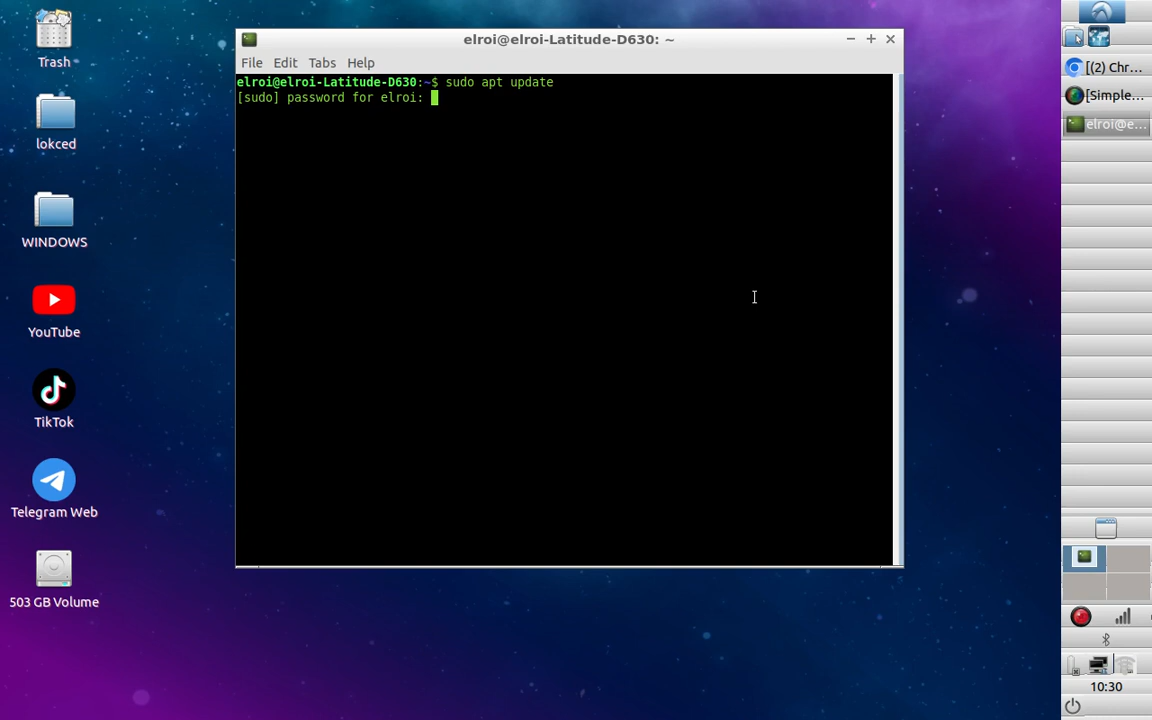 Trash
lokced
WINDOWS
YouTube
TikTok
Telegram Web
503 GB Volume
elroi@elroi-Latitude-D630: ~
File Edit Tabs Help
elroi@elroi-Latitude-D630:~$ sudo apt update
[sudo] password for elroi:
[(2) Chr...
[Simple...
elroi@e...
10:30